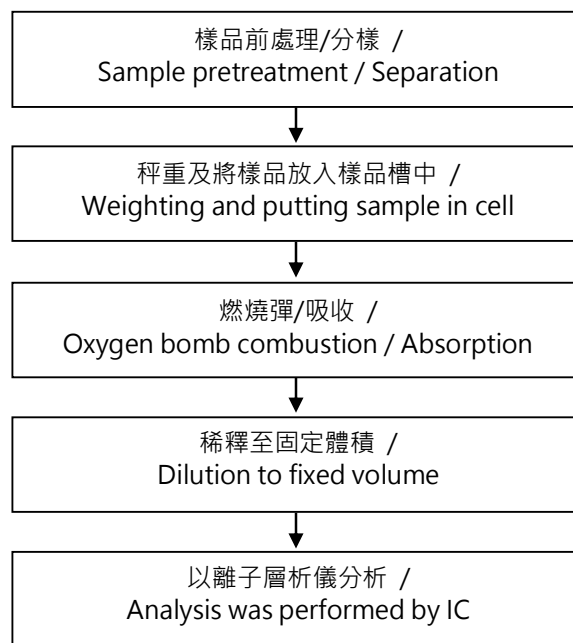 樣品前處理/分樣 /
Sample pretreatment / Separation
秤重及將樣品放入樣品槽中 /
Weighting and putting sample in cell
燃燒彈/吸收 /
Oxygen bomb combustion / Absorption
稀釋至固定體積 /
Dilution to fixed volume
以離子層析儀分析 /
Analysis was performed by IC